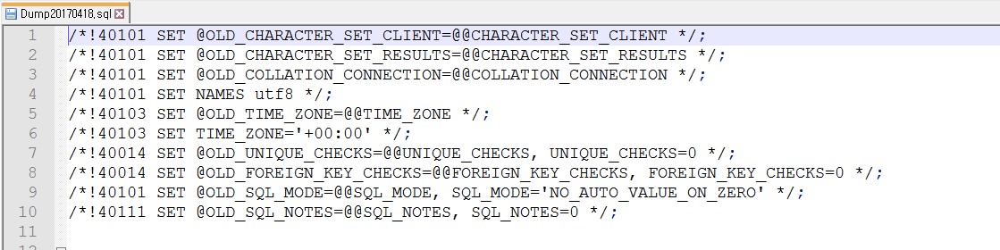 Dump20170418.sql
1 /*!40101 SET @OLD_CHARACTER_SET_CLIENT=@@CHARACTER_SET_CLIENT */;
2 /*!40101 SET @OLD_CHARACTER_SET_RESULTS=@@CHARACTER_SET_RESULTS */;
3 /*!40101 SET @OLD_COLLATION_CONNECTION=@@COLLATION_CONNECTION */;
4 /*!40101 SET NAMES utf8 */;
5 /*!40103 SET @OLD_TIME_ZONE=@@TIME_ZONE */;
6 /*!40103 SET TIME_ZONE='+00:00' */;
7 /*!40014 SET @OLD_UNIQUE_CHECKS=@@UNIQUE_CHECKS, UNIQUE_CHECKS=0 */;
8 /*!40014 SET @OLD_FOREIGN_KEY_CHECKS=@@FOREIGN_KEY_CHECKS, FOREIGN_KEY_CHECKS=0 */;
9 /*!40101 SET @OLD_SQL_MODE=@@SQL_MODE, SQL_MODE='NO_AUTO_VALUE_ON_ZERO' */;
10 /*!40111 SET @OLD_SQL_NOTES=@@SQL_NOTES, SQL_NOTES=0 */;
11